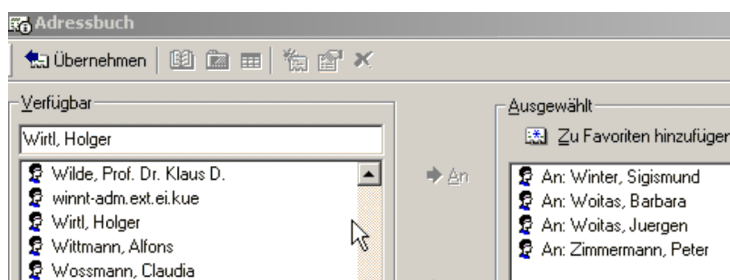 Adressbuch
Übernehmen
Verfügbar
Wirtl, Holger
Wilde, Prof. Dr. Klaus D.
winnt-adm.ext.ei.kue
Wirtl, Holger
Wittmann, Alfons
Wossmann, Claudia
An
Ausgewählt
Zu Favoriten hinzufügen
An: Winter, Sigismund
An: Woitas, Barbara
An: Woitas, Juergen
An: Zimmermann, Peter